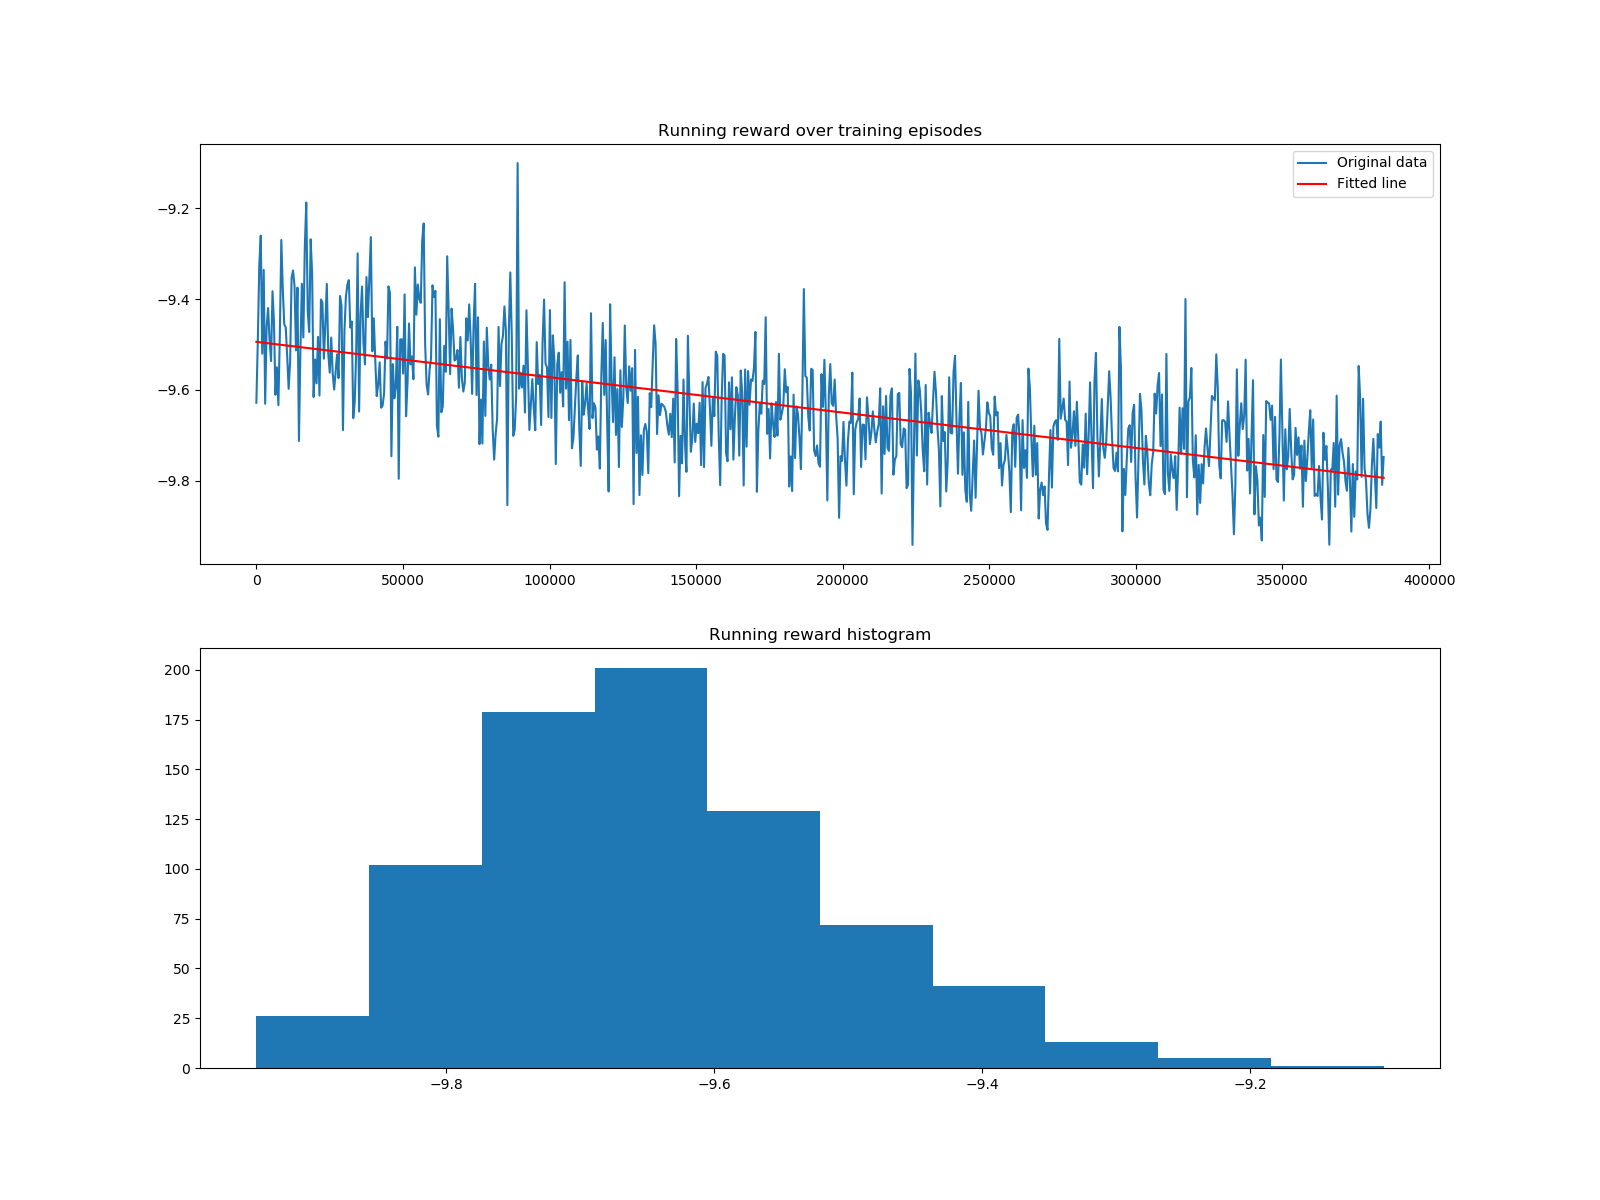 Running reward over training episodes
Original data
Fitted line
−9.2
−9.4
−9.6
−9.8
0 50000 100000 150000 200000 250000 300000 350000 400000
Running reward histogram
200
175
150
125
100
75
50
25
0
−9.8 −9.6 −9.4 −9.2